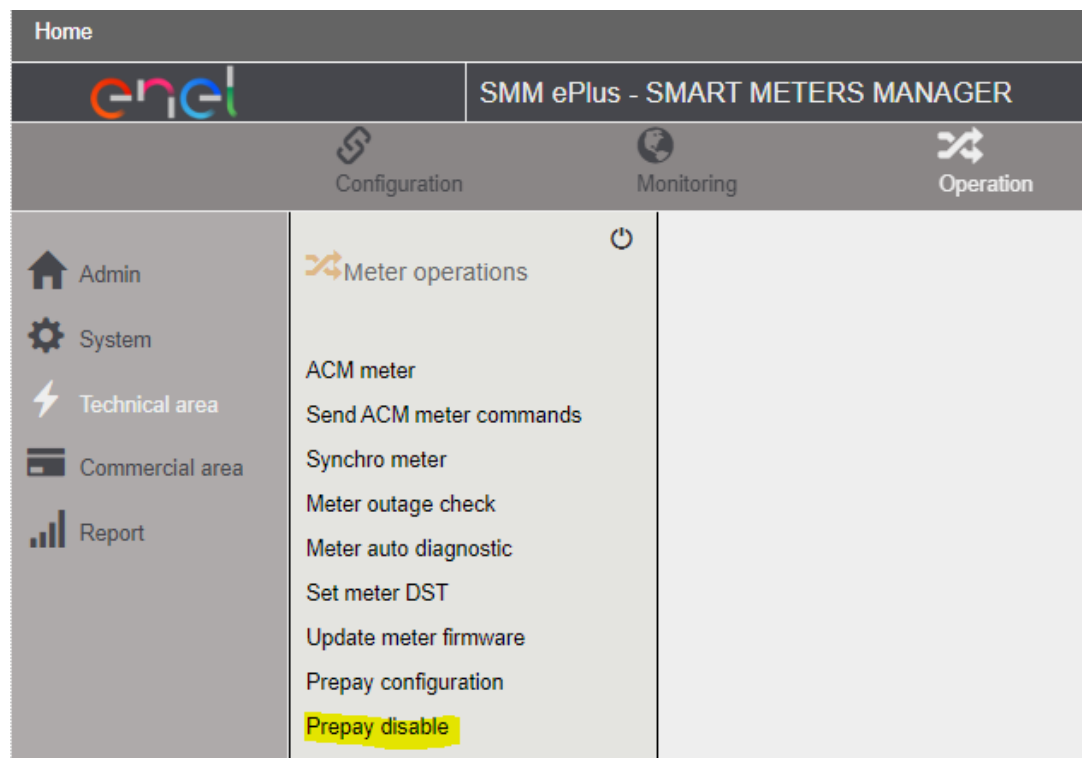 Home
enel
SMM ePlus - SMART METERS MANAGER
Configuration
Monitoring
Operation
Admin
System
Technical area
Commercial area
Report
Meter operations
ACM meter
Send ACM meter commands
Synchro meter
Meter outage check
Meter auto diagnostic
Set meter DST
Update meter firmware
Prepay configuration
Prepay disable